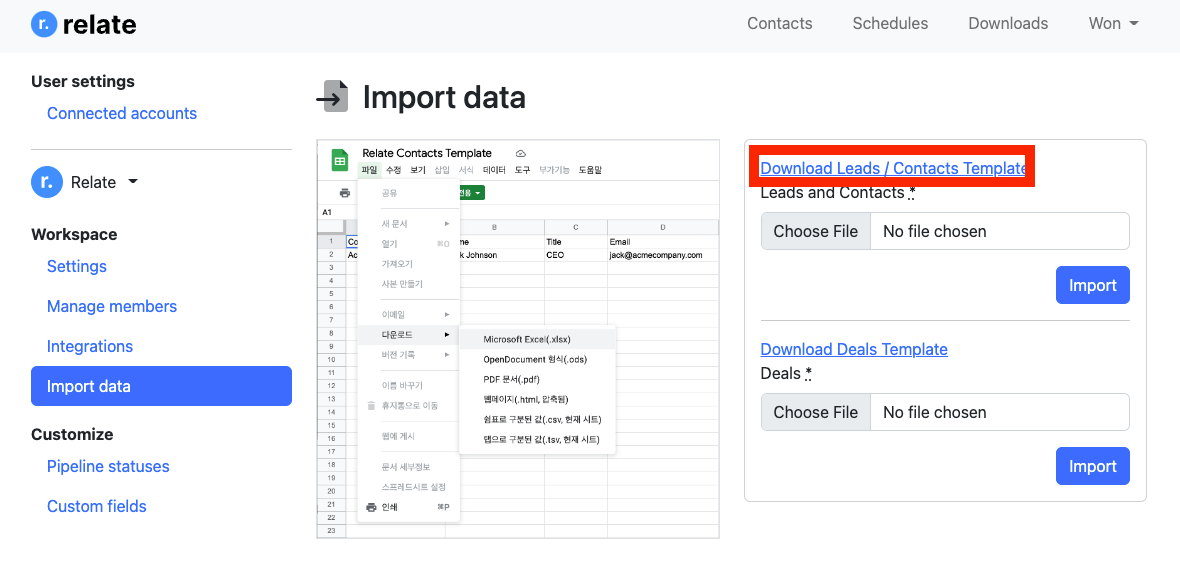 r. relate
Contacts Schedules Downloads Won
User settings
Connected accounts
r. Relate
Workspace
Settings
Manage members
Integrations
Import data
Customize
Pipeline statuses
Custom fields
Import data
Relate Contacts Template
파일 수정 보기 삽입 서식 데이터 도구 부가기능 도움말
공유
A1
새 문서
열기 ⌘O
가져오기
사본 만들기
이메일
다운로드
버전 기록
이름 바꾸기
휴지통으로 이동
웹에 게시
문서 세부정보
스프레드시트 설정
인쇄 ⌘P
Microsoft Excel(.xlsx)
OpenDocument 형식(.ods)
PDF 문서(.pdf)
웹페이지(.html, 압축됨)
쉼표로 구분된 값(.csv, 현재 시트)
탭으로 구분된 값(.tsv, 현재 시트)
B C D
1 Co me Title Email
2 Ac k Johnson CEO jack@acmecompany.com
3
4
5
6
7
8
9
10
11
12
13
14
15
16
17
18
19
20
21
22
23
Download Leads / Contacts Template
Leads and Contacts *
Choose File No file chosen
Import
Download Deals Template
Deals *
Choose File No file chosen
Import